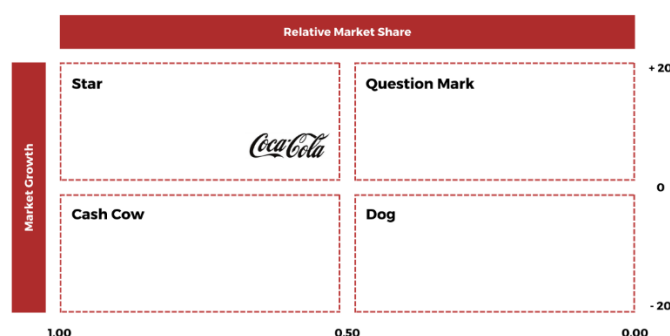 Relative Market Share
Star
Question Mark
+ 20
Coca-Cola
Market Growth
0
Cash Cow
Dog
- 20
1.00
0.50
0.00